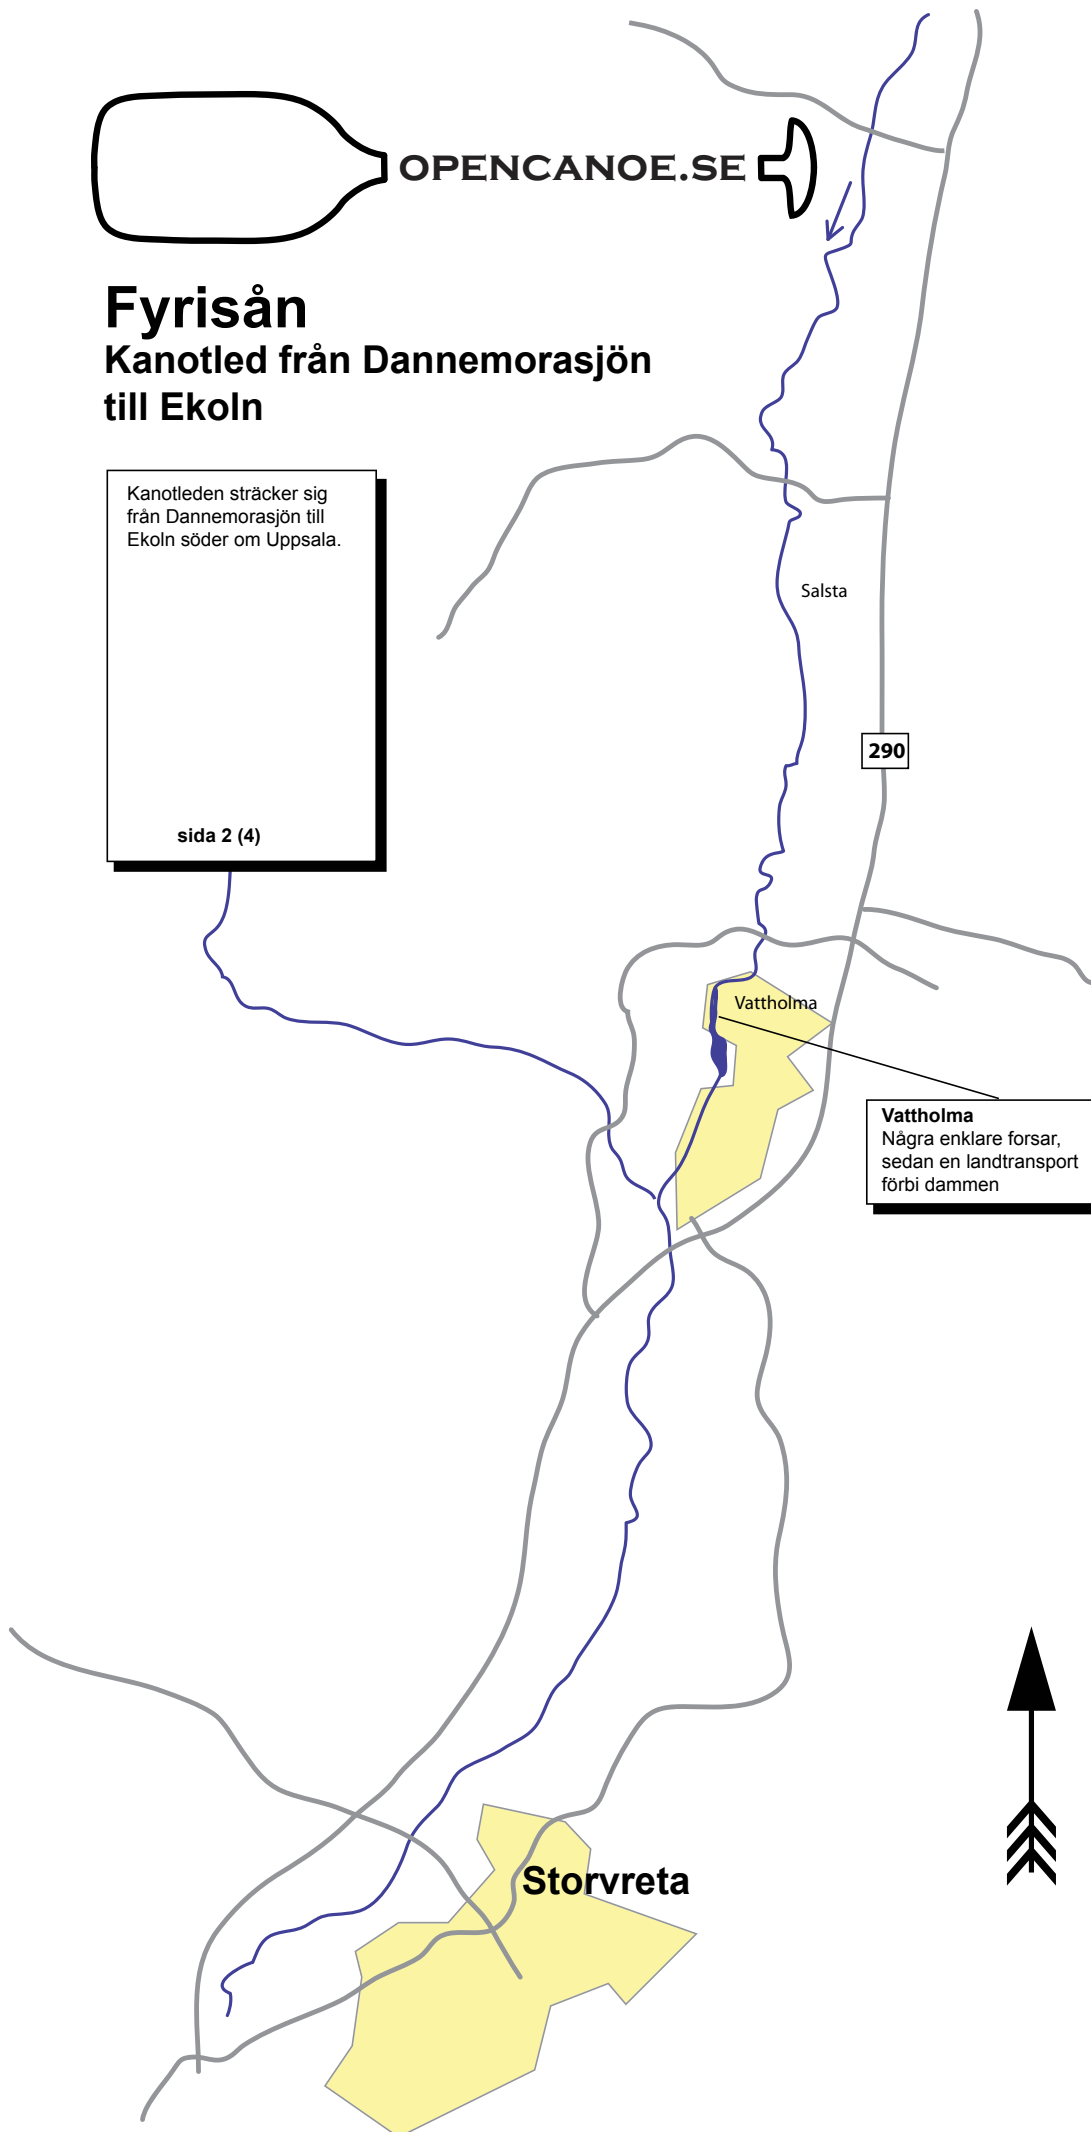 OPENCANOE.SE
Fyrisån
Kanotled från Dannemorasjön
till Ekoln
Kanotleden sträcker sig
från Dannemorasjön till
Ekoln söder om Uppsala.
sida 2 (4)
Salsta
290
Vattholma
Vattholma
Några enklare forsar,
sedan en landtransport
förbi dammen
Storvreta